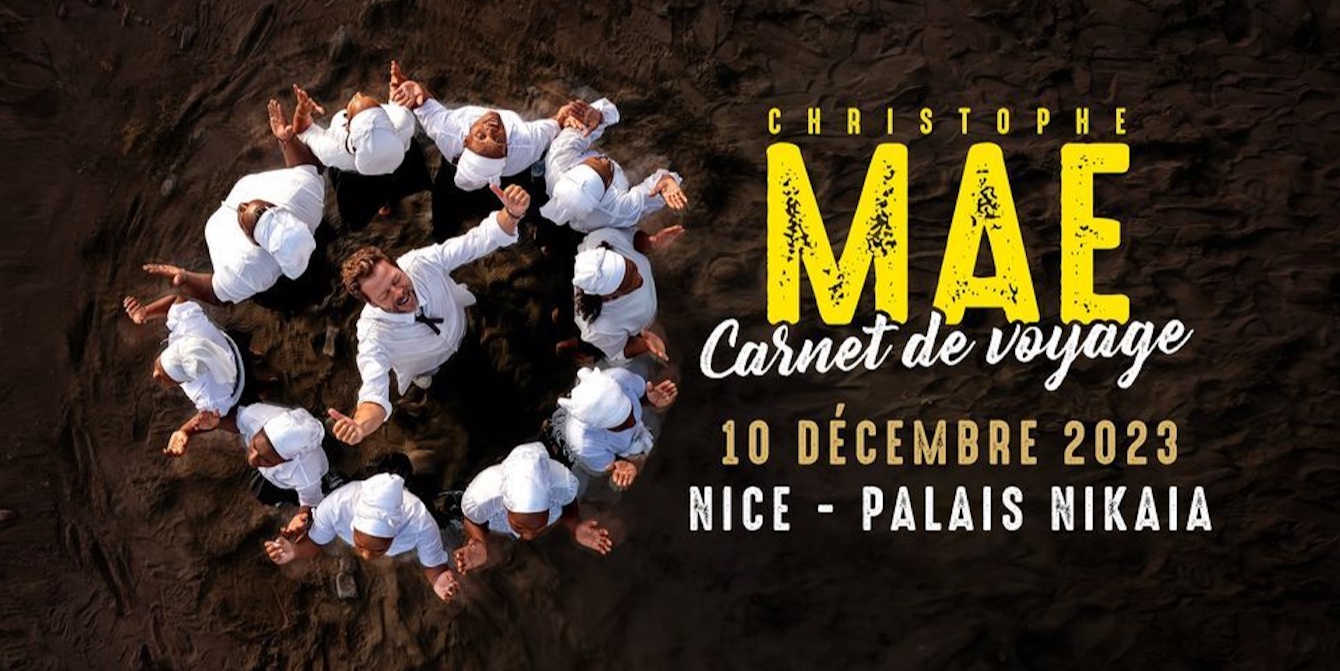 CHRISTOPHE
MAE
Carnet de voyage
10 DÉCEMBRE 2023
NICE - PALAIS NIKAIA